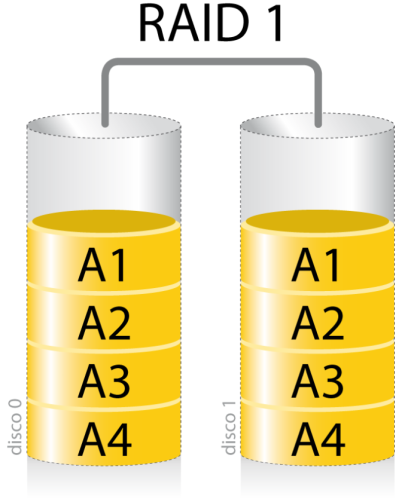 RAID 1
A1
A2
A3
A4
disco 0
A1
A2
A3
A4
disco 1